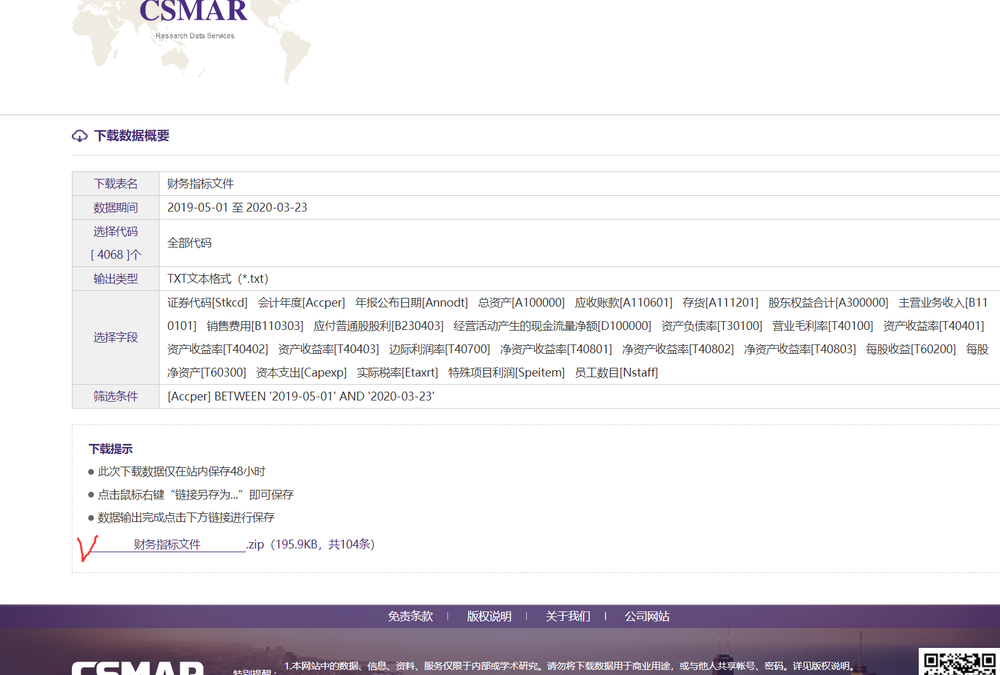 CSMAR
Research Data Services
下载数据概要
下载表名 财务指标文件
数据期间 2019-05-01 至 2020-03-23
选择代码
[ 4068 ]个
全部代码
输出类型 TXT文本格式（*.txt）
选择字段
证券代码[Stkcd] 会计年度[Accper] 年报公布日期[Annodt] 总资产[A100000] 应收账款[A110601] 存货[A111201] 股东权益合计[A300000] 主营业务收入[B11
0101] 销售费用[B110303] 应付普通股股利[B230403] 经营活动产生的现金流量净额[D100000] 资产负债率[T30100] 营业毛利率[T40100] 资产收益率[T40401]
资产收益率[T40402] 资产收益率[T40403] 边际利润率[T40700] 净资产收益率[T40801] 净资产收益率[T40802] 净资产收益率[T40803] 每股收益[T60200] 每股
净资产[T60300] 资本支出[Capexp] 实际税率[Etaxrt] 特殊项目利润[Speitem] 员工数目[Nstaff]
筛选条件 [Accper] BETWEEN '2019-05-01' AND '2020-03-23'
下载提示
● 此次下载数据仅在站内保存48小时
● 点击鼠标右键“链接另存为...”即可保存
● 数据输出完成点击下方链接进行保存
财务指标文件 .zip（195.9KB，共104条）
免责条款 | 版权说明 | 关于我们 | 公司网站
CSMAR
特别提醒：
1.本网站中的数据、信息、资料、服务仅限于内部或学术研究。请勿将下载数据用于商业用途，或与他人共享帐号、密码。详见版权说明。